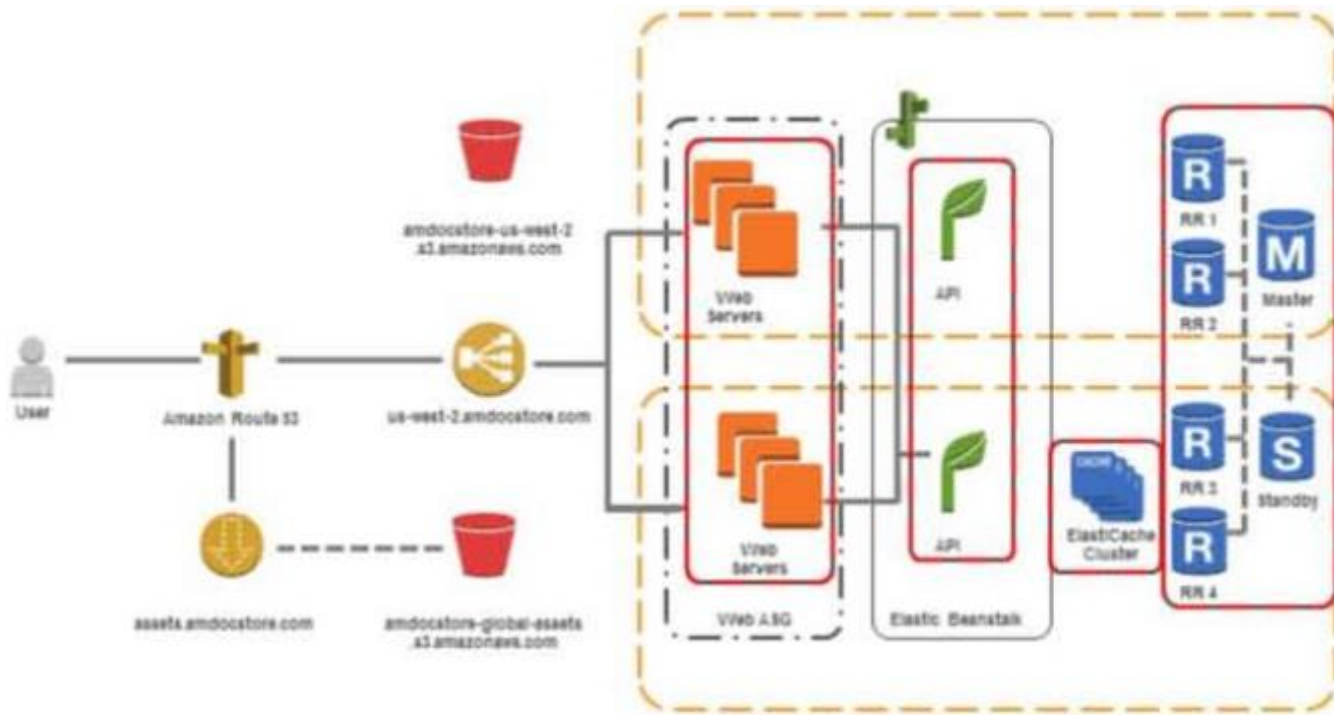 amdocstore-us-west-2
.s3.amazonaws.com
Web
Servers
API
R
RR 1
R
RR 2
M
Master
User
Amazon Route 53
us-west-2.amdocstore.com
Web
Servers
API
CACHE
ElastiCache
Cluster
R
RR 3
R
RR 4
S
Standby
assets.amdocstore.com
amdocstore-global-assets
.s3.amazonaws.com
Web ASG
Elastic Beanstalk